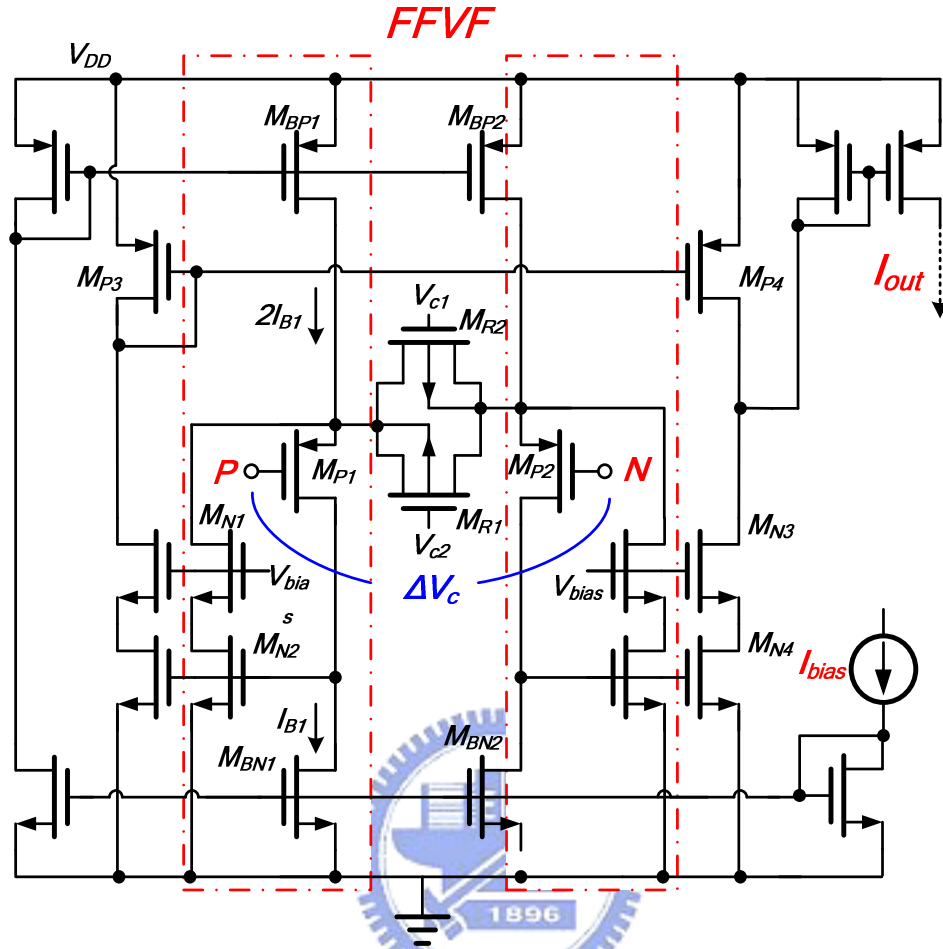 FFVF
VDD
MBP1
MBP2
MP3
MP4
Iout
2IB1
Vc1
MR2
P
MP1
MP2
N
MN1
MR1
MN3
Vbia
s
Vc2
ΔVc
Vbias
MN2
MN4
Ibias
IB1
MBN1
MBN2
1896